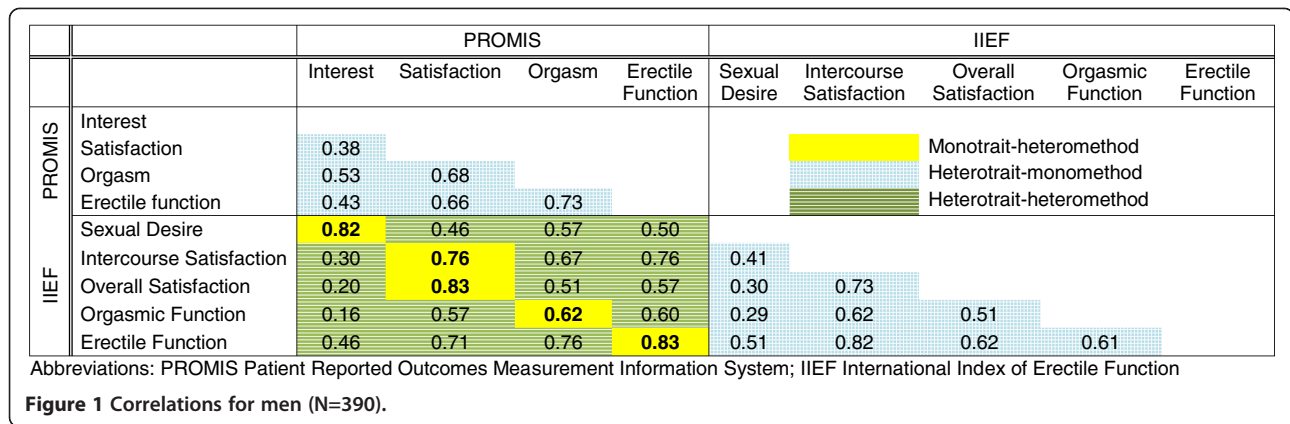 PROMIS IIEF
Interest Satisfaction Orgasm Erectile Function Sexual Desire Intercourse Satisfaction Overall Satisfaction Orgasmic Function Erectile Function
PROMIS
Interest
Satisfaction 0.38
Orgasm 0.53 0.68
Erectile function 0.43 0.66 0.73
Monotrait-heteromethod
Heterotrait-monomethod
Heterotrait-heteromethod
IIEF
Sexual Desire 0.82 0.46 0.57 0.50
Intercourse Satisfaction 0.30 0.76 0.67 0.76 0.41
Overall Satisfaction 0.20 0.83 0.51 0.57 0.30 0.73
Orgasmic Function 0.16 0.57 0.62 0.60 0.29 0.62 0.51
Erectile Function 0.46 0.71 0.76 0.83 0.51 0.82 0.62 0.61
Abbreviations: PROMIS Patient Reported Outcomes Measurement Information System; IIEF International Index of Erectile Function
Figure 1 Correlations for men (N=390).